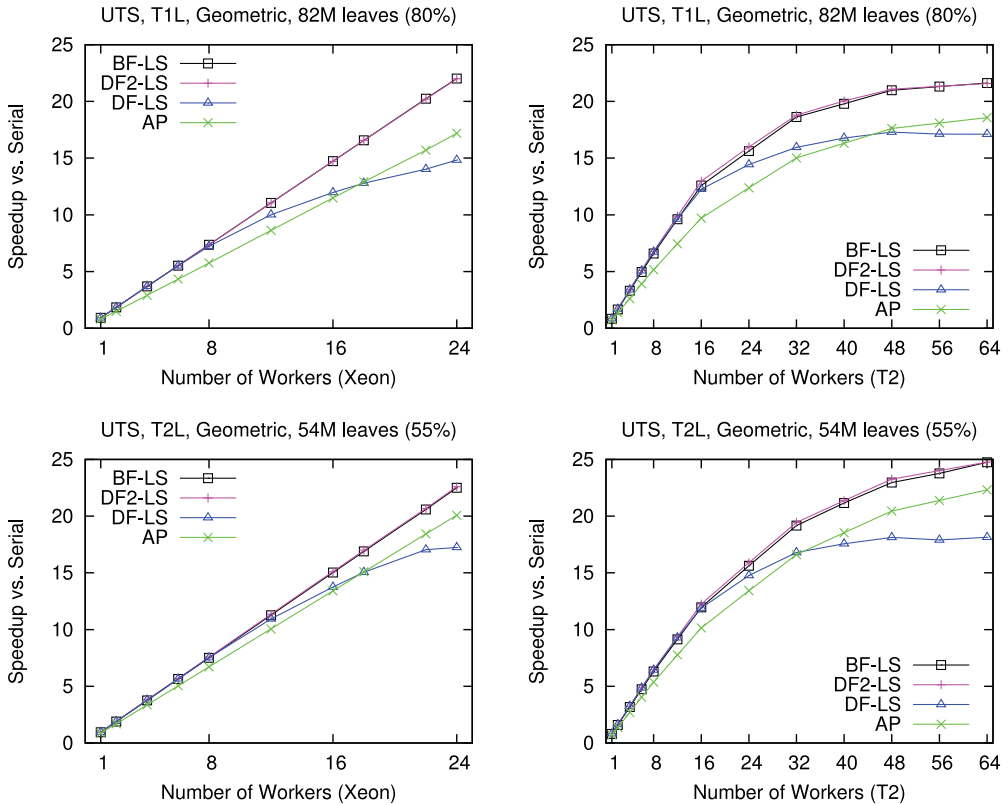 UTS, T1L, Geometric, 82M leaves (80%)
Speedup vs. Serial
25
20
15
10
5
0
BF-LS
DF2-LS
DF-LS
AP
1 8 16 24
Number of Workers (Xeon)
UTS, T1L, Geometric, 82M leaves (80%)
Speedup vs. Serial
25
20
15
10
5
0
BF-LS
DF2-LS
DF-LS
AP
1 8 16 24 32 40 48 56 64
Number of Workers (T2)
UTS, T2L, Geometric, 54M leaves (55%)
Speedup vs. Serial
25
20
15
10
5
0
BF-LS
DF2-LS
DF-LS
AP
1 8 16 24
Number of Workers (Xeon)
UTS, T2L, Geometric, 54M leaves (55%)
Speedup vs. Serial
25
20
15
10
5
0
BF-LS
DF2-LS
DF-LS
AP
1 8 16 24 32 40 48 56 64
Number of Workers (T2)